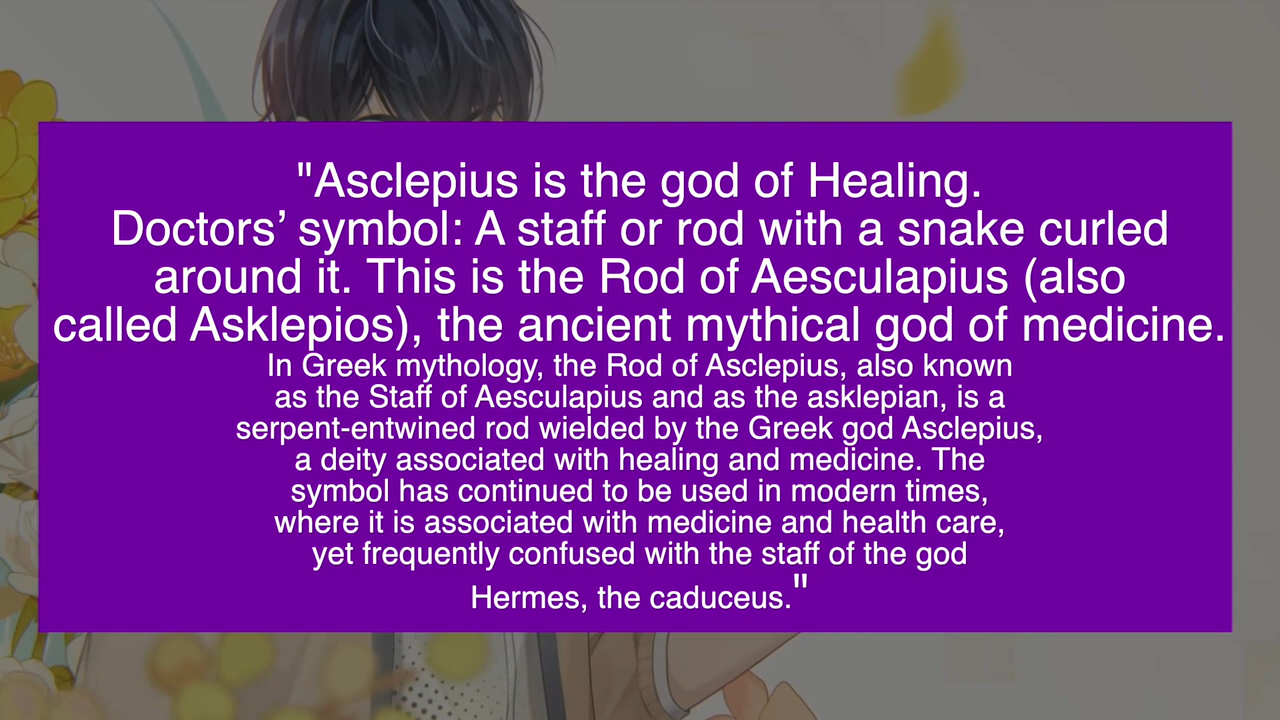 "Asclepius is the god of Healing.
Doctors’ symbol: A staff or rod with a snake curled
around it. This is the Rod of Aesculapius (also
called Asklepios), the ancient mythical god of medicine.
In Greek mythology, the Rod of Asclepius, also known
as the Staff of Aesculapius and as the asklepian, is a
serpent-entwined rod wielded by the Greek god Asclepius,
a deity associated with healing and medicine. The
symbol has continued to be used in modern times,
where it is associated with medicine and health care,
yet frequently confused with the staff of the god
Hermes, the caduceus."